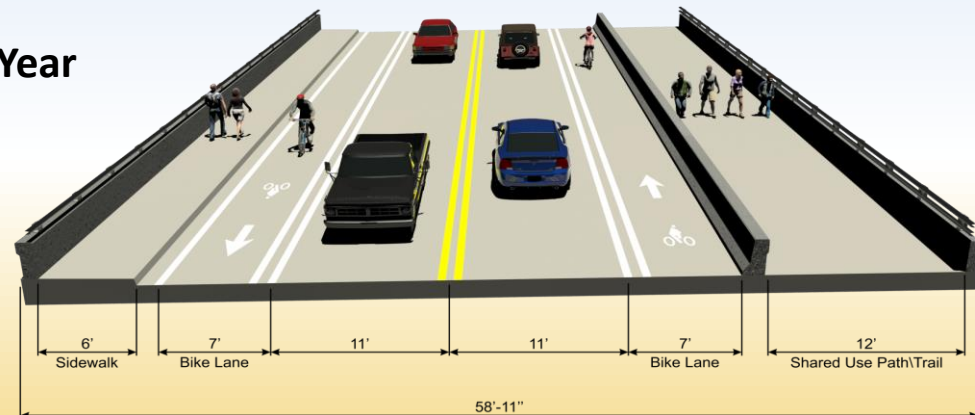 Year
6' 7' 11' 11' 7' 12'
Sidewalk Bike Lane Bike Lane Shared Use Path\Trail
58'-11"